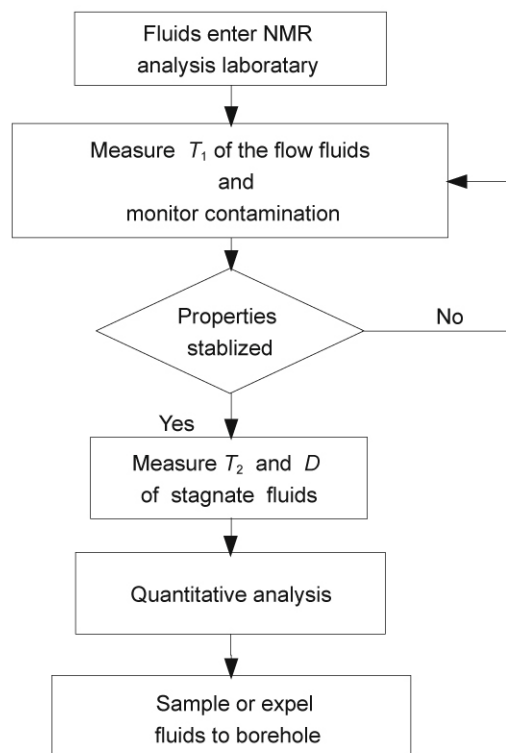 Fluids enter NMR
analysis laboratary
Measure T₁ of the flow fluids
and
monitor contamination
Properties
stablized
No
Yes
Measure T₂ and D
of stagnate fluids
Quantitative analysis
Sample or expel
fluids to borehole